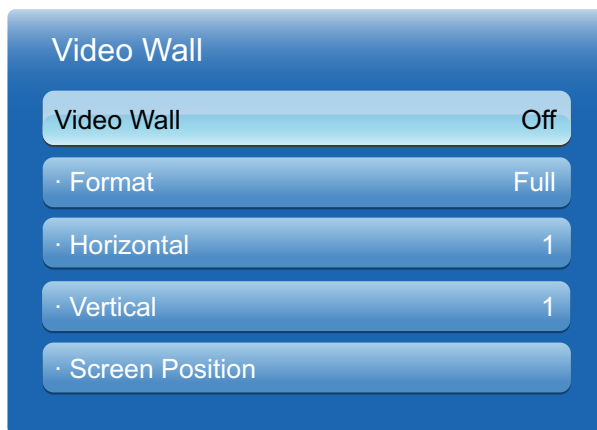 Video Wall
Video Wall Off
· Format Full
· Horizontal 1
· Vertical 1
· Screen Position